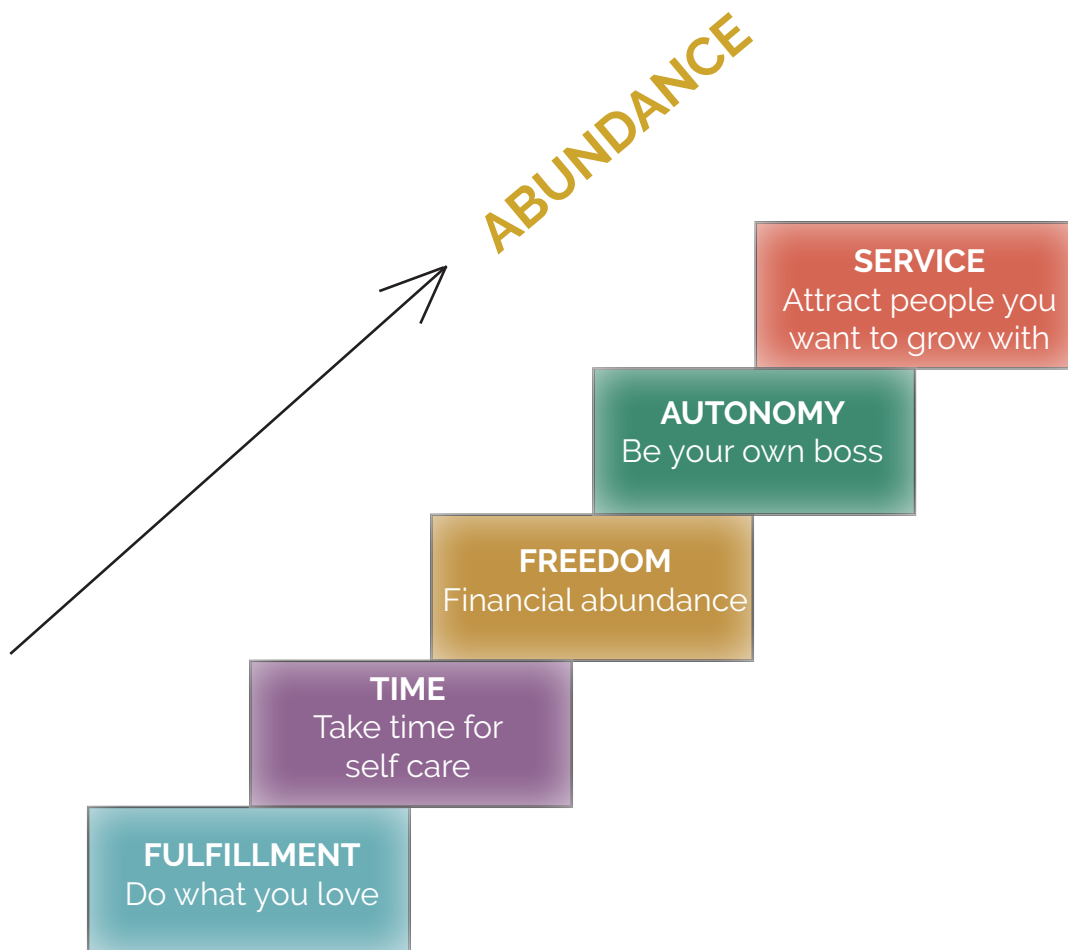 ABUNDANCE
SERVICE
Attract people you
want to grow with
AUTONOMY
Be your own boss
FREEDOM
Financial abundance
TIME
Take time for
self care
FULFILLMENT
Do what you love